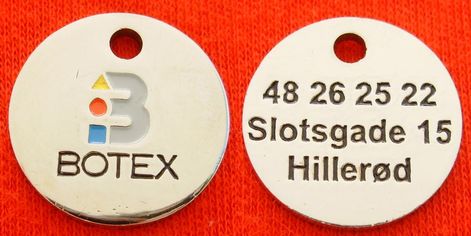 BOTEX
48 26 25 22
Slotsgade 15
Hillerød